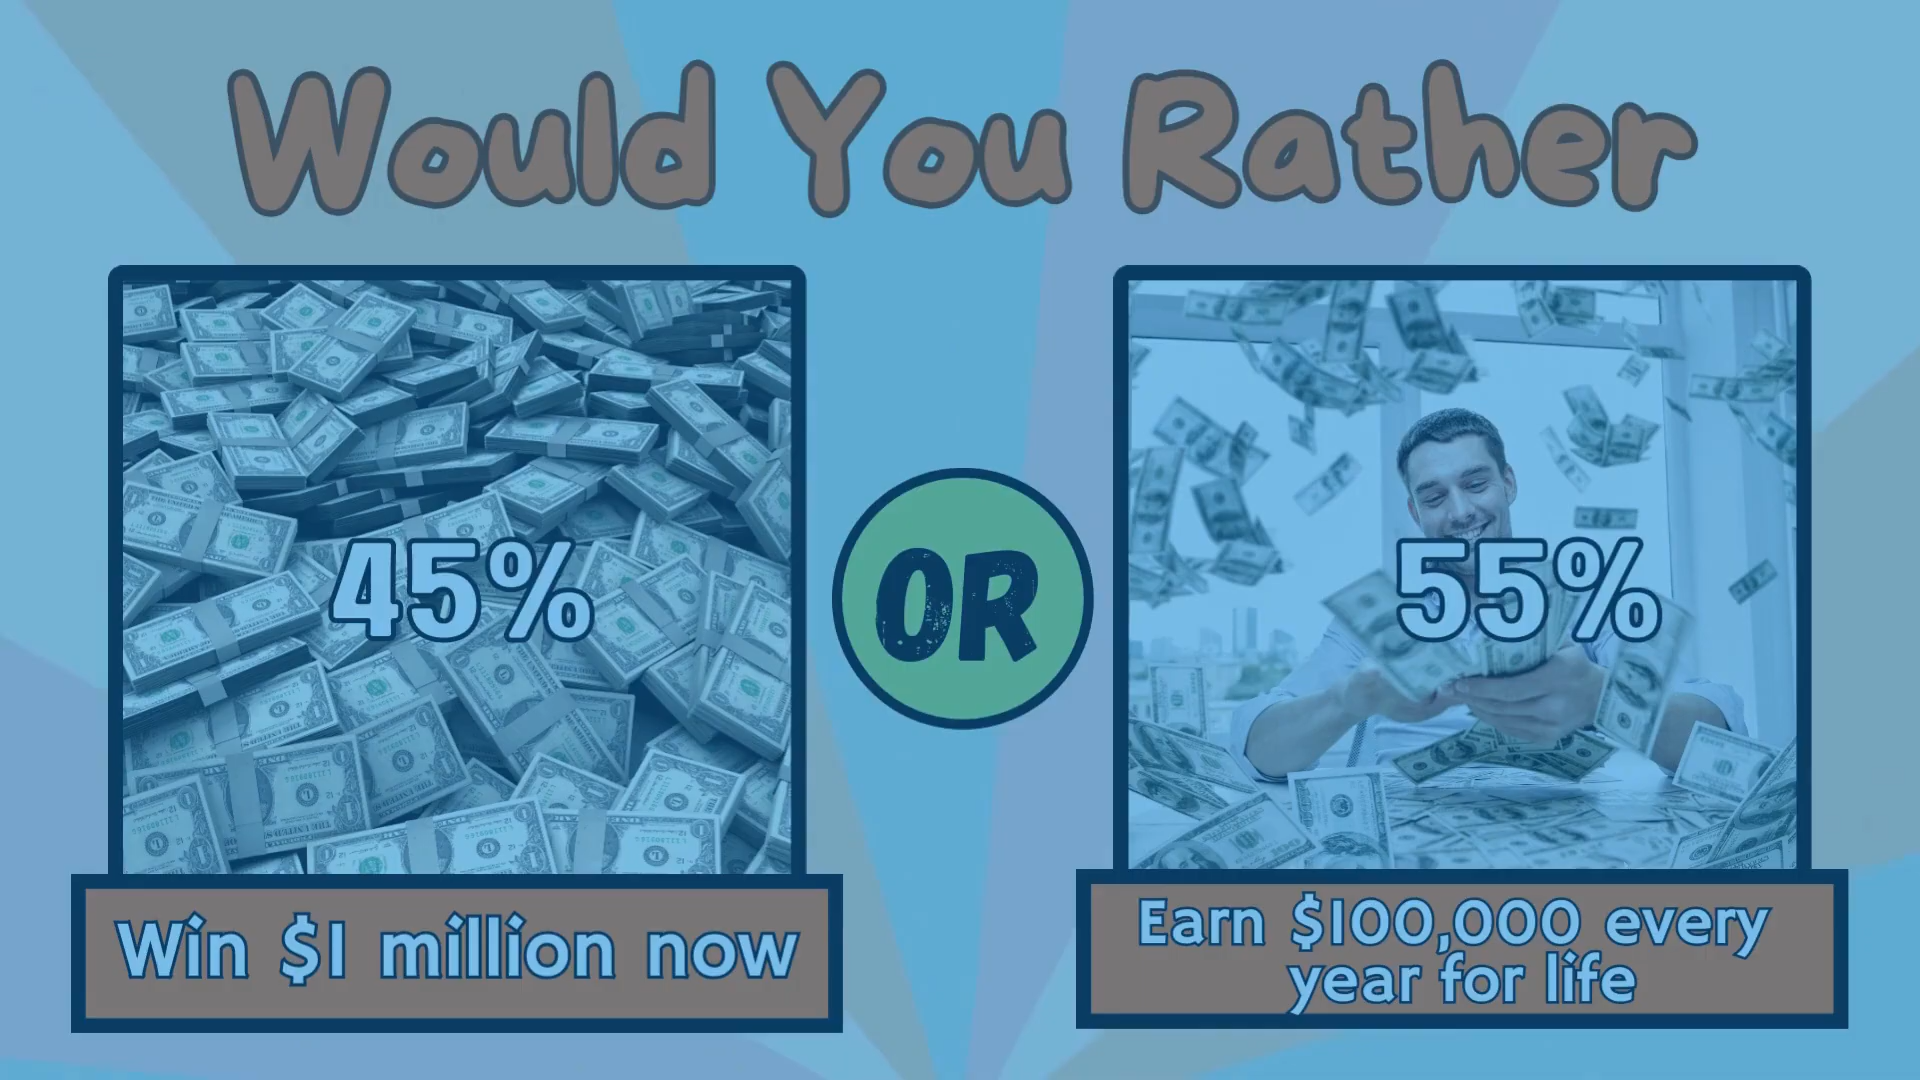 Would You Rather
45%
OR
55%
Win $1 million now
Earn $100,000 every
year for life